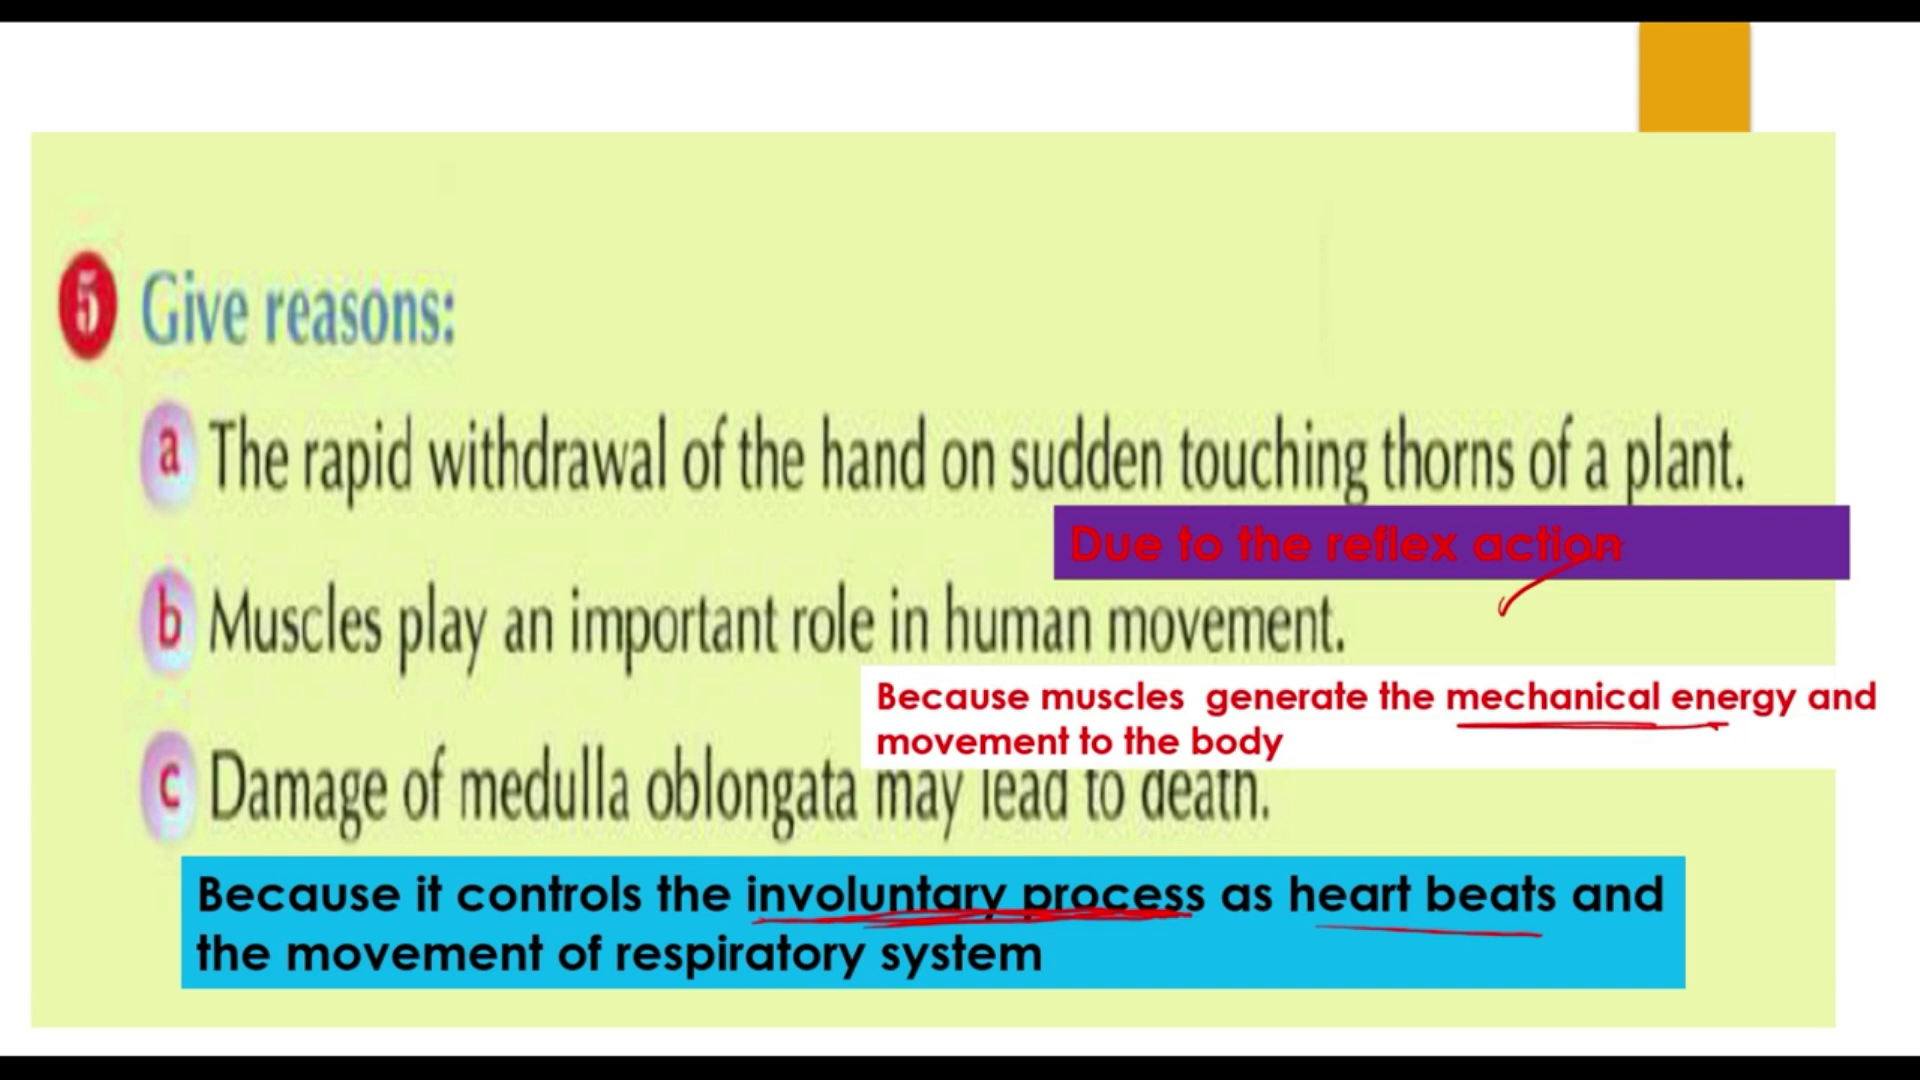 5 Give reasons:
a The rapid withdrawal of the hand on sudden touching thorns of a plant.
Due to the reflex action
b Muscles play an important role in human movement.
Because muscles generate the mechanical energy and
movement to the body
c Damage of medulla oblongata may lead to death.
Because it controls the involuntary process as heart beats and
the movement of respiratory system